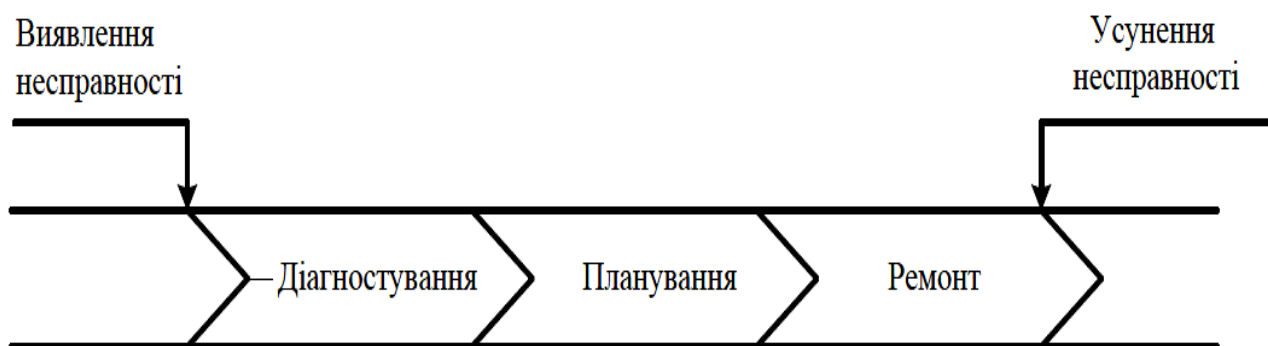 Виявлення
несправності
Усунення
несправності
Діагностування
Планування
Ремонт